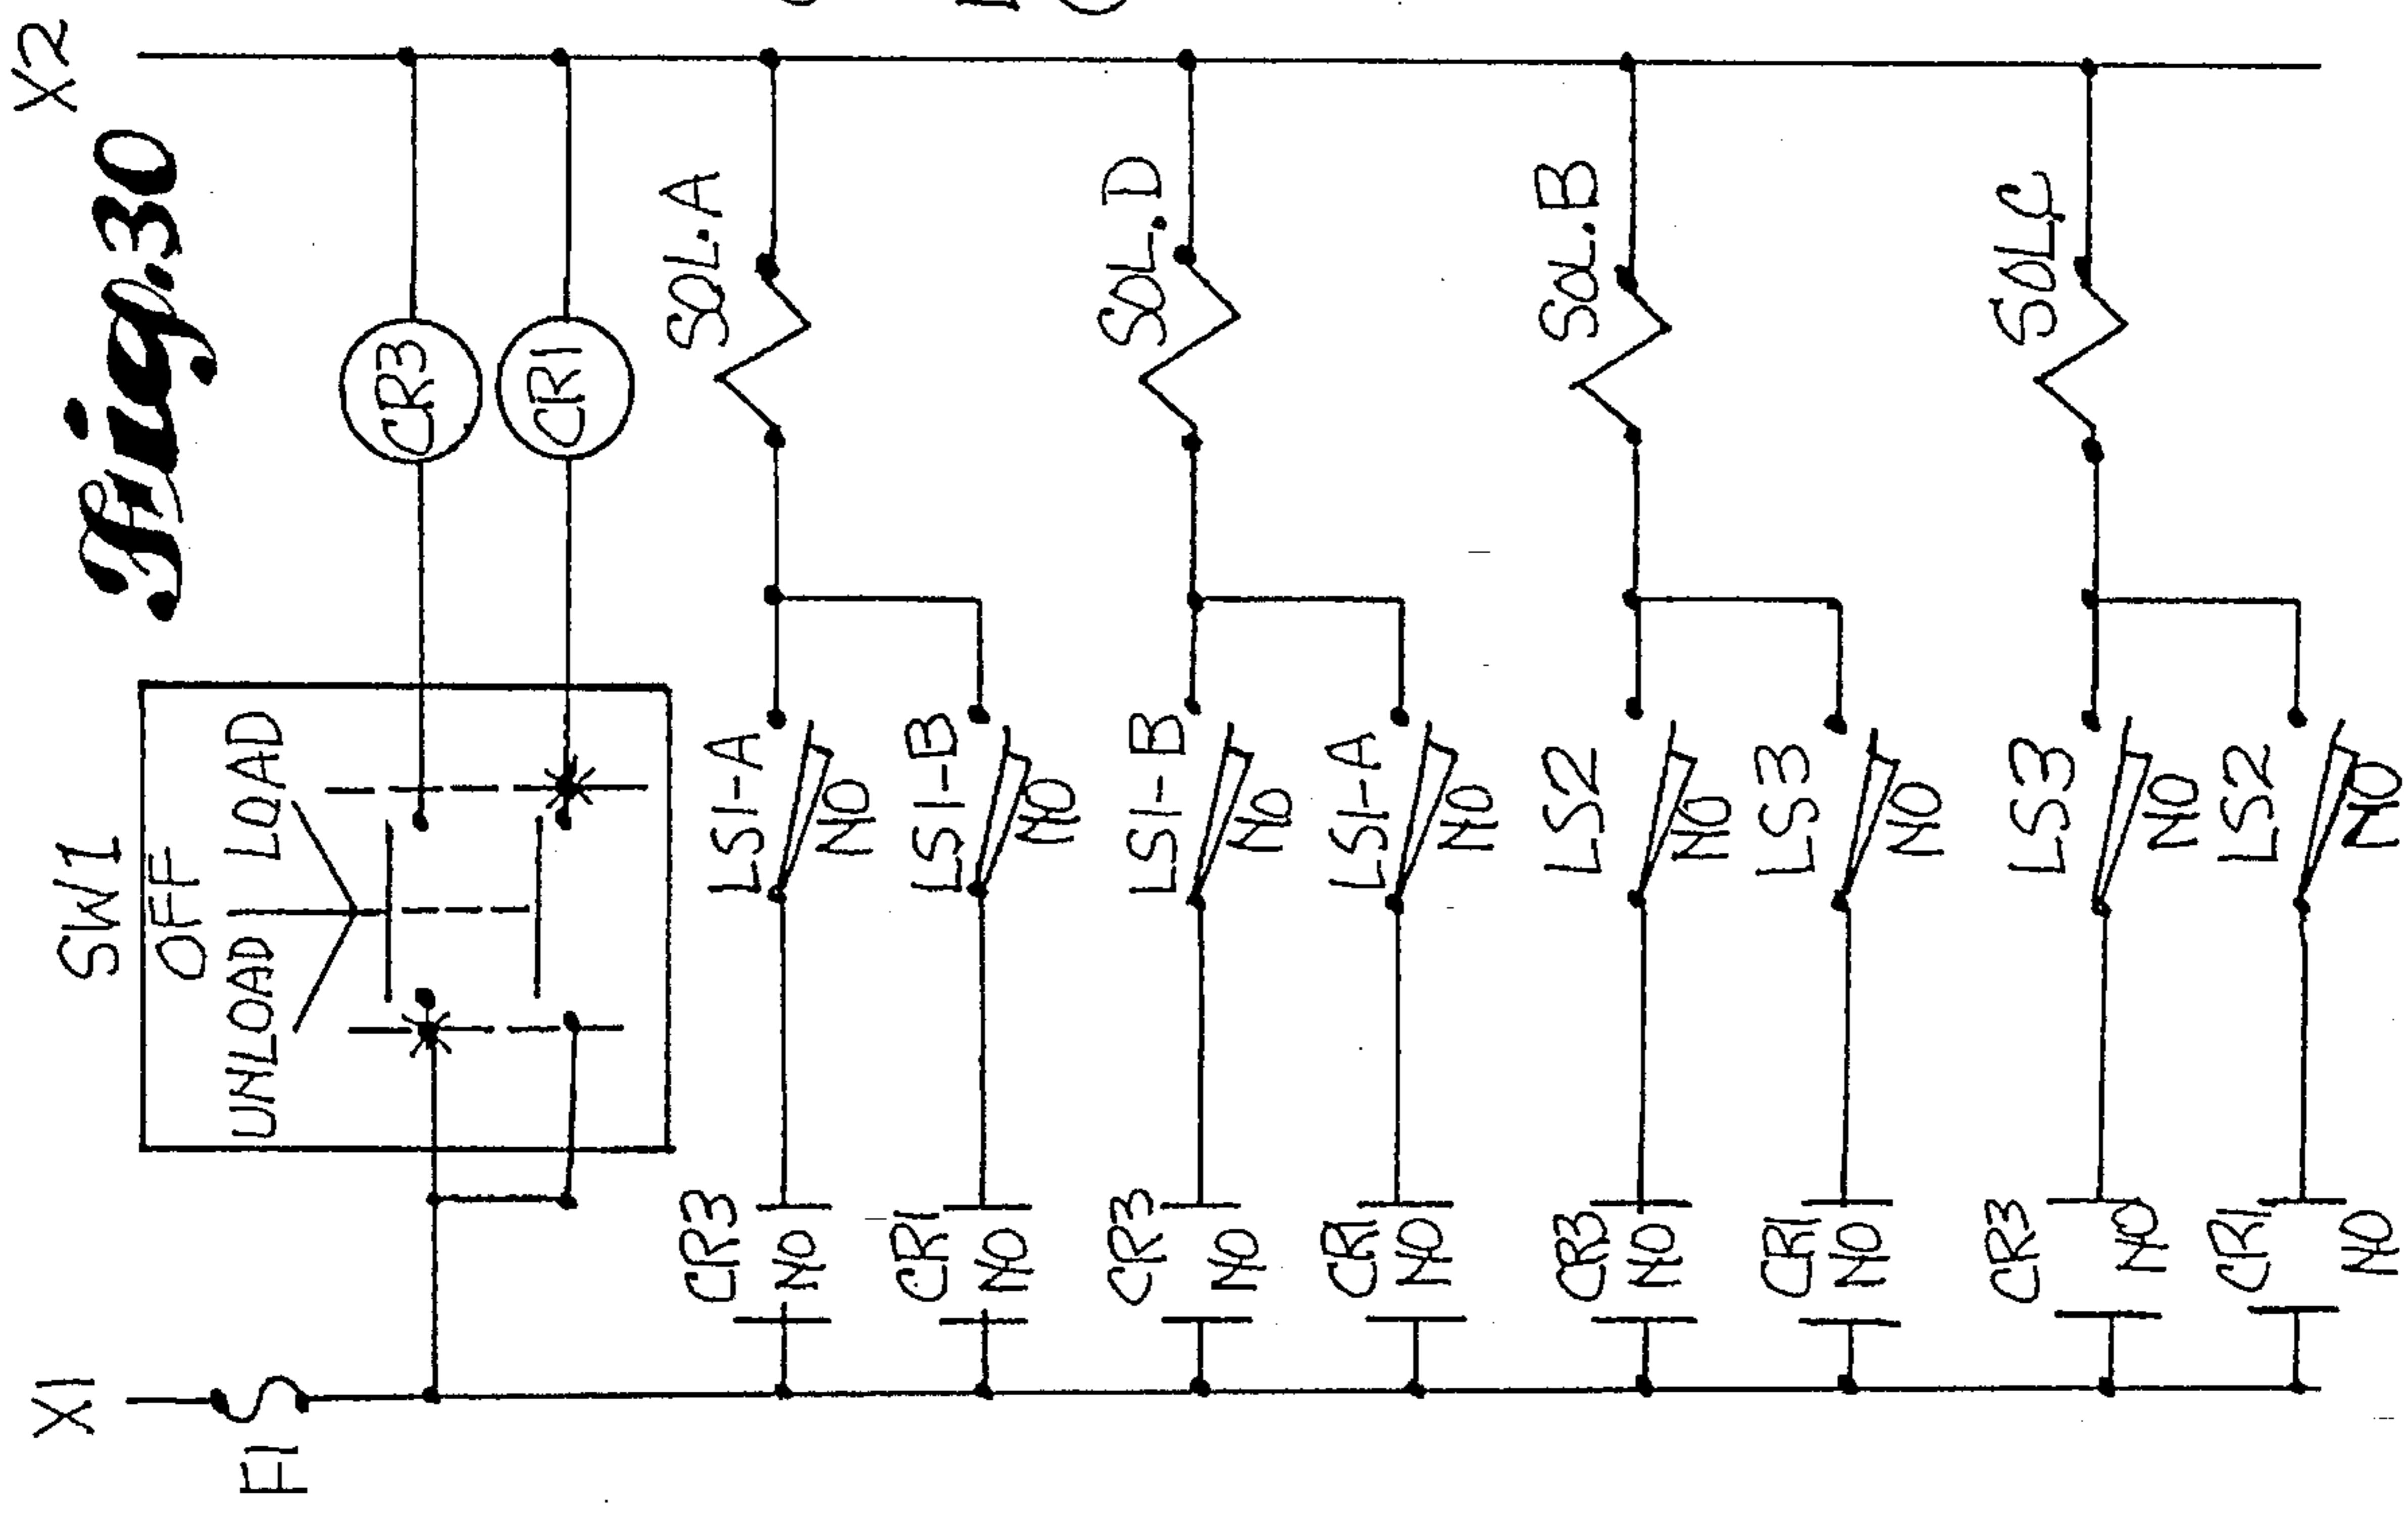 Fig. 30
X1
X2
F1
SW1
OFF
UNLOAD
LOAD
CR3
CR1
CR3
NO
LS1-A
NO
SOL.A
CR1
NO
LS1-B
NO
CR3
NO
LS1-B
NO
SOL.D
CR1
NO
LS1-A
NO
CR3
NO
LS2
NO
SOL.B
CR1
NO
LS3
NO
CR3
NO
LS3
NO
SOL.C
CR1
NO
LS2
NO